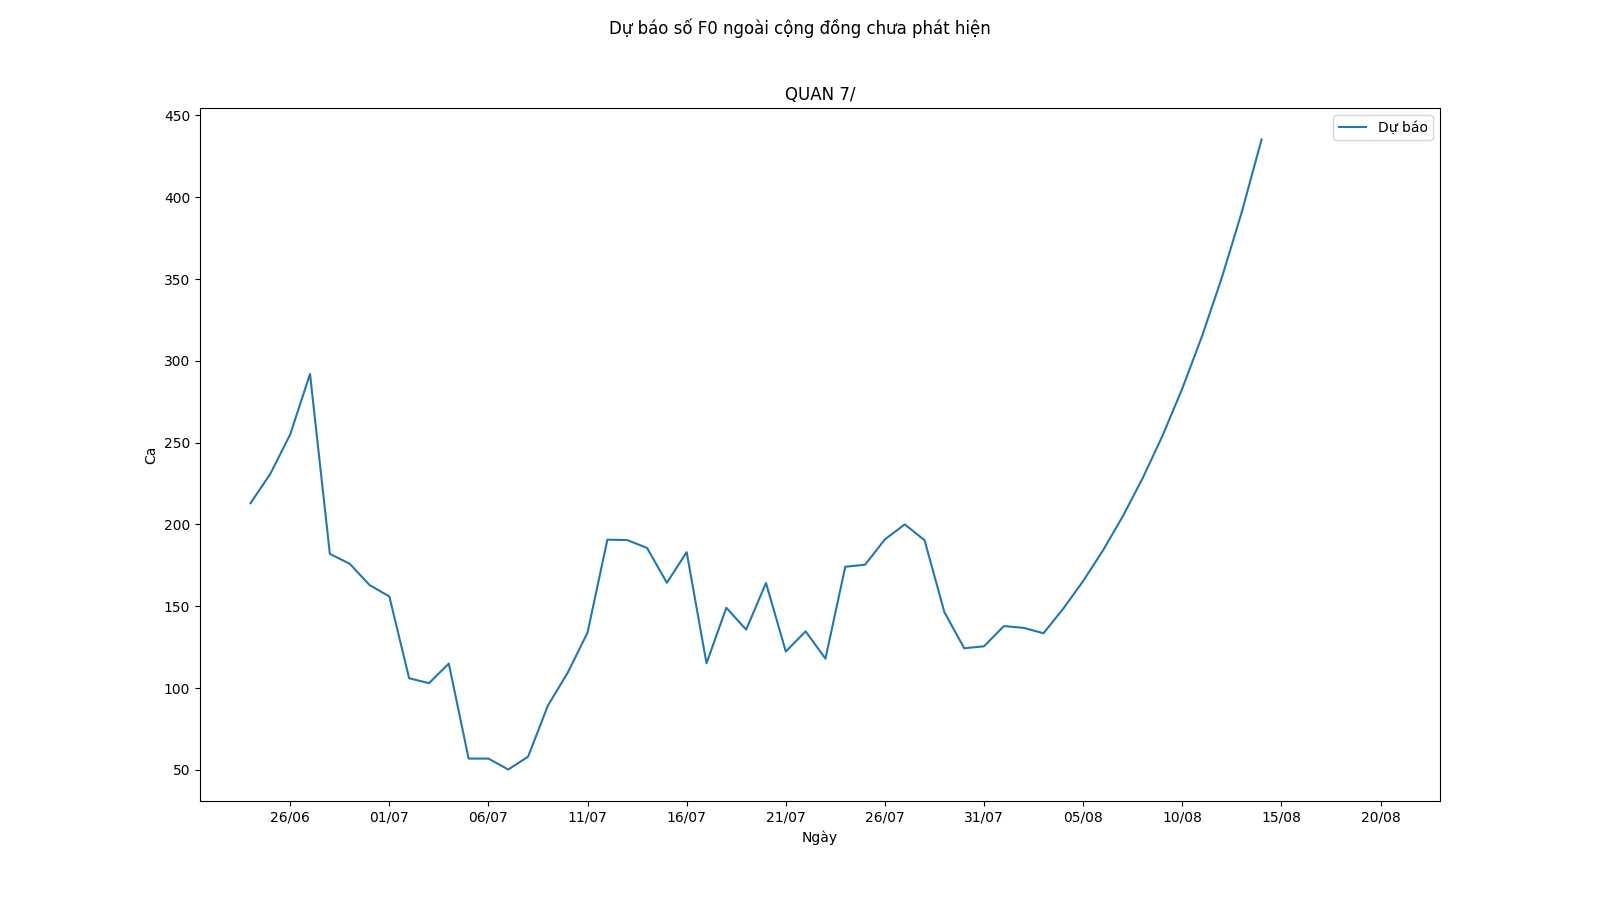 Dự báo số F0 ngoài cộng đồng chưa phát hiện
QUAN 7/
Dự báo
450
400
350
300
250
200
150
100
50
Ca
26/06 01/07 06/07 11/07 16/07 21/07 26/07 31/07 05/08 10/08 15/08 20/08
Ngày